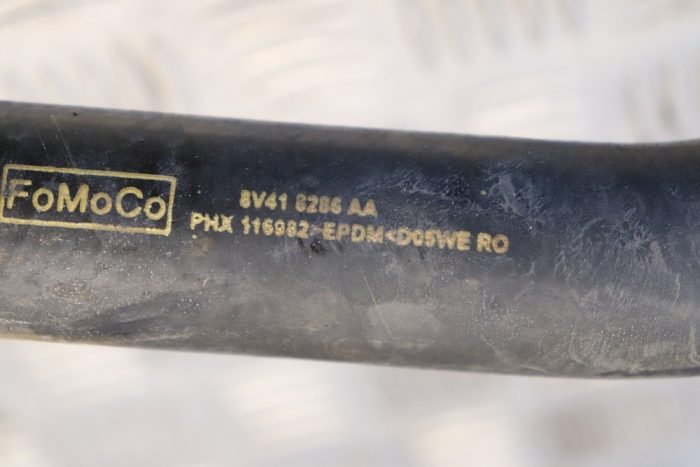 FoMoCo
8V41 8286 AA
PHX 116982 >EPDM< D05WE RO